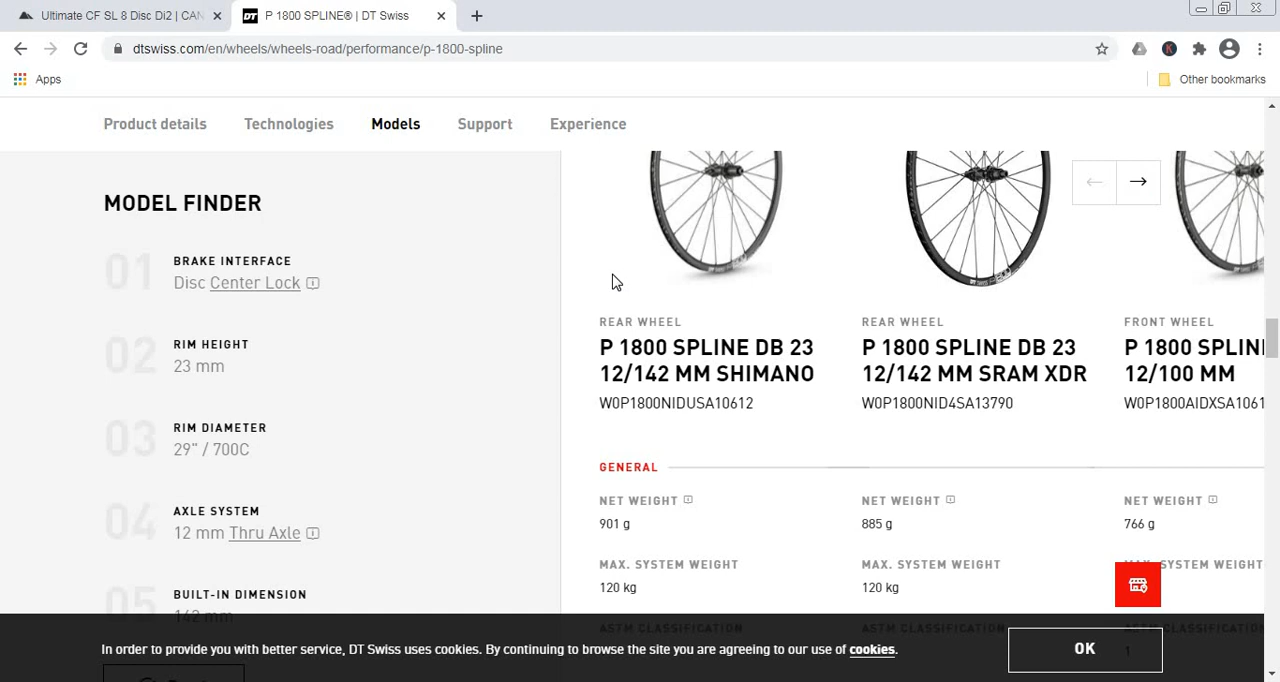 Ultimate CF SL 8 Disc Di2 | CAN
DT P 1800 SPLINE® | DT Swiss
dtswiss.com/en/wheels/wheels-road/performance/p-1800-spline
K
Apps
Other bookmarks
Product details Technologies Models Support Experience
MODEL FINDER
01 BRAKE INTERFACE
Disc Center Lock
02 RIM HEIGHT
23 mm
03 RIM DIAMETER
29" / 700C
04 AXLE SYSTEM
12 mm Thru Axle
05 BUILT-IN DIMENSION
142 mm
REAR WHEEL
P 1800 SPLINE DB 23
12/142 MM SHIMANO
W0P1800NIDUSA10612
GENERAL
NET WEIGHT
901 g
MAX. SYSTEM WEIGHT
120 kg
ASTM CLASSIFICATION
REAR WHEEL
P 1800 SPLINE DB 23
12/142 MM SRAM XDR
W0P1800NID4SA13790
NET WEIGHT
885 g
MAX. SYSTEM WEIGHT
120 kg
ASTM CLASSIFICATION
FRONT WHEEL
P 1800 SPLIN
12/100 MM
W0P1800AIDXSA1061
NET WEIGHT
766 g
SYSTEM WEIGHT
ASTM CLASSIFICATION
1
In order to provide you with better service, DT Swiss uses cookies. By continuing to browse the site you are agreeing to our use of cookies.
OK